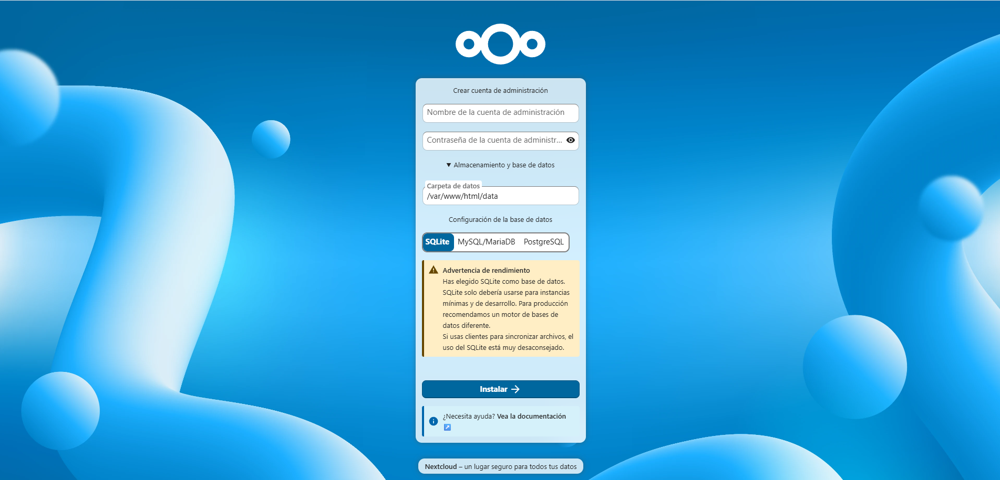 Crear cuenta de administración
Nombre de la cuenta de administración
Contraseña de la cuenta de administr...
▼ Almacenamiento y base de datos
Carpeta de datos
/var/www/html/data
Configuración de la base de datos
SQLite MySQL/MariaDB PostgreSQL
Advertencia de rendimiento
Has elegido SQLite como base de datos.
SQLite solo debería usarse para instancias
mínimas y de desarrollo. Para producción
recomendamos un motor de bases de
datos diferente.
Si usas clientes para sincronizar archivos, el
uso del SQLite está muy desaconsejado.
Instalar →
¿Necesita ayuda? Vea la documentación
↗
Nextcloud – un lugar seguro para todos tus datos